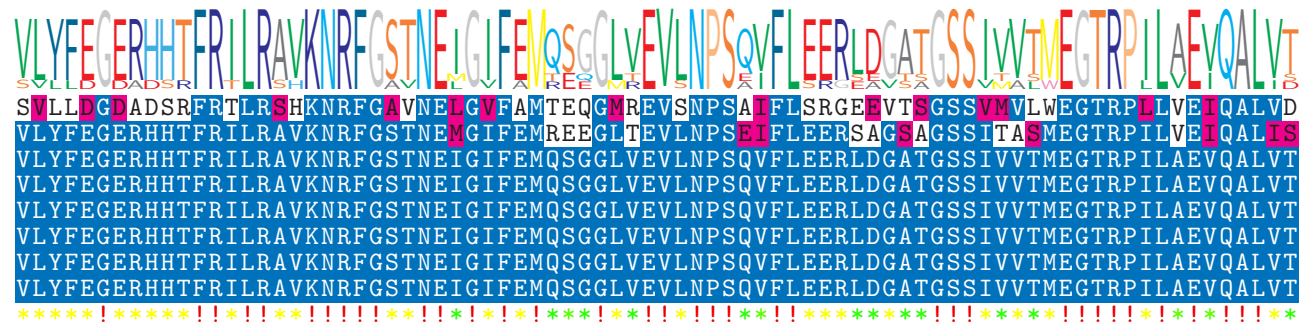 VLYFEGERHHTFRILRAVKNRFGSTNEIGIFEMQSGGLVEVLNPSQVFLEERLDGATGSSIVVTMEGTRPILAEVQALVT
SVLLDGDADSRFRTLRSHKNRFGAVNELGVFAMTEQGMREVSNPSAIFLSRGEEVTSGSSVMVLWEGTRPLLVEIQALVD
VLYFEGERHHTFRILRAVKNRFGSTNEMGIFEMREEGLTEVLNPSEIFLEERSAGSAGSSITASMEGTRPILVEIQALIS
VLYFEGERHHTFRILRAVKNRFGSTNEIGIFEMQSGGLVEVLNPSQVFLEERLDGATGSSIVVTMEGTRPILAEVQALVT
VLYFEGERHHTFRILRAVKNRFGSTNEIGIFEMQSGGLVEVLNPSQVFLEERLDGATGSSIVVTMEGTRPILAEVQALVT
VLYFEGERHHTFRILRAVKNRFGSTNEIGIFEMQSGGLVEVLNPSQVFLEERLDGATGSSIVVTMEGTRPILAEVQALVT
VLYFEGERHHTFRILRAVKNRFGSTNEIGIFEMQSGGLVEVLNPSQVFLEERLDGATGSSIVVTMEGTRPILAEVQALVT
VLYFEGERHHTFRILRAVKNRFGSTNEIGIFEMQSGGLVEVLNPSQVFLEERLDGATGSSIVVTMEGTRPILAEVQALVT
VLYFEGERHHTFRILRAVKNRFGSTNEIGIFEMQSGGLVEVLNPSQVFLEERLDGATGSSIVVTMEGTRPILAEVQALVT
*****!*****!!*!!**!!!!!**!!*!*!*!***!**!!*!!!**!!********!!!*****!!!!!*!*!*!!!**